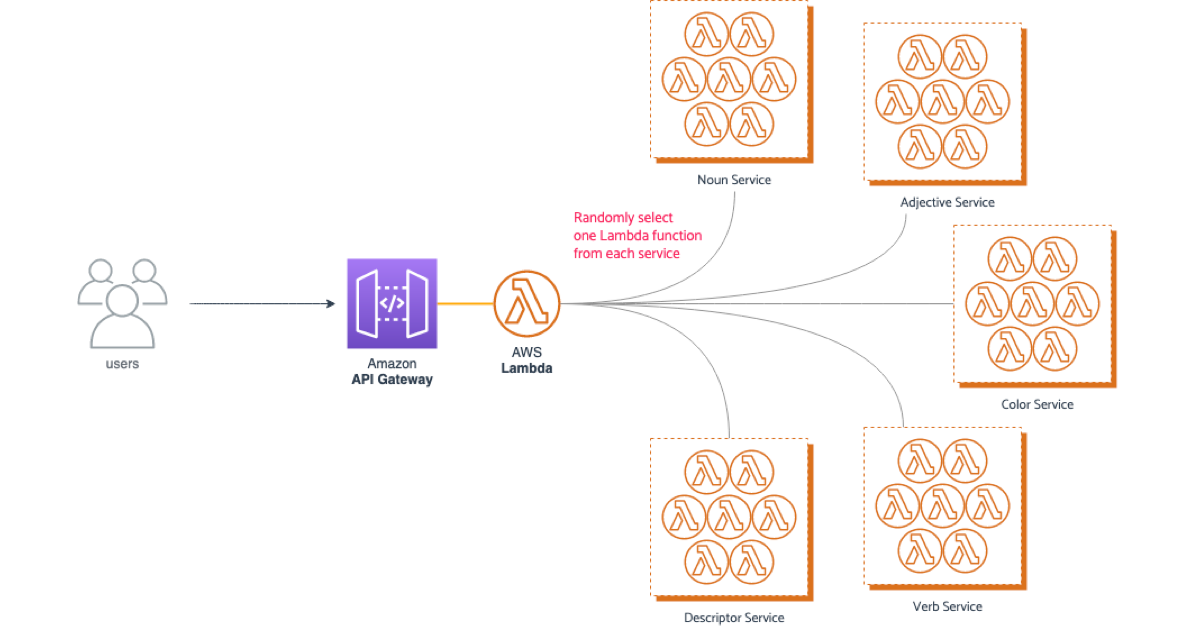 Noun Service
Adjective Service
Randomly select
one Lambda function
from each service
users
Amazon
API Gateway
AWS
Lambda
Color Service
Descriptor Service
Verb Service